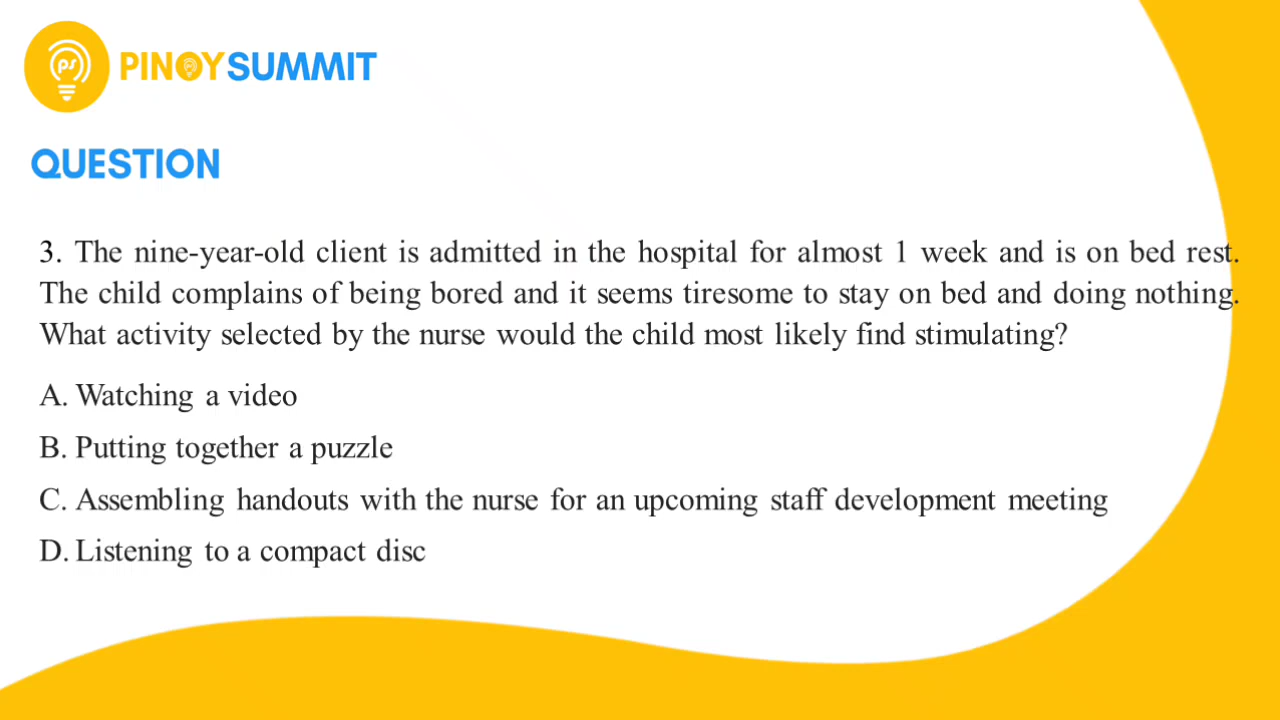 ps
PINOYSUMMIT
QUESTION
3. The nine-year-old client is admitted in the hospital for almost 1 week and is on bed rest.
The child complains of being bored and it seems tiresome to stay on bed and doing nothing.
What activity selected by the nurse would the child most likely find stimulating?
A. Watching a video
B. Putting together a puzzle
C. Assembling handouts with the nurse for an upcoming staff development meeting
D. Listening to a compact disc